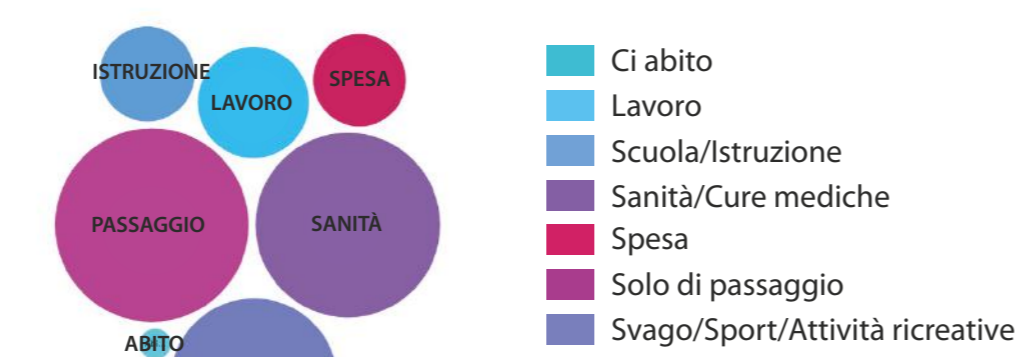 ISTRUZIONE
LAVORO
SPESA
PASSAGGIO
SANITÀ
ABITO
Ci abito
Lavoro
Scuola/Istruzione
Sanità/Cure mediche
Spesa
Solo di passaggio
Svago/Sport/Attività ricreative